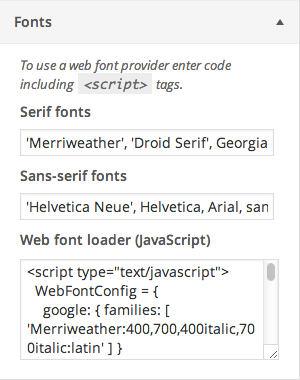 Fonts
To use a web font provider enter code
including <script> tags.
Serif fonts
'Merriweather', 'Droid Serif', Georgia
Sans-serif fonts
'Helvetica Neue', Helvetica, Arial, san
Web font loader (JavaScript)
<script type="text/javascript">
WebFontConfig = {
google: { families: [
'Merriweather:400,700,400italic,70
0italic:latin' ] }